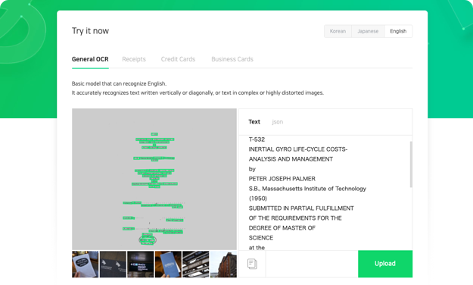 Try it now
Korean Japanese English
General OCR Receipts Credit Cards Business Cards
Basic model that can recognize English.
It accurately recognizes text written vertically or diagonally, or text in complex or highly distorted images.
Text json
T-532
INERTIAL GYRO LIFE-CYCLE COSTS-
ANALYSIS AND MANAGEMENT
by
PETER JOSEPH PALMER
S.B., Massachusetts Institute of Technology
(1950)
SUBMITTED IN PARTIAL FULFILLMENT
OF THE REQUIREMENTS FOR THE
DEGREE OF MASTER OF
SCIENCE
at the
Upload